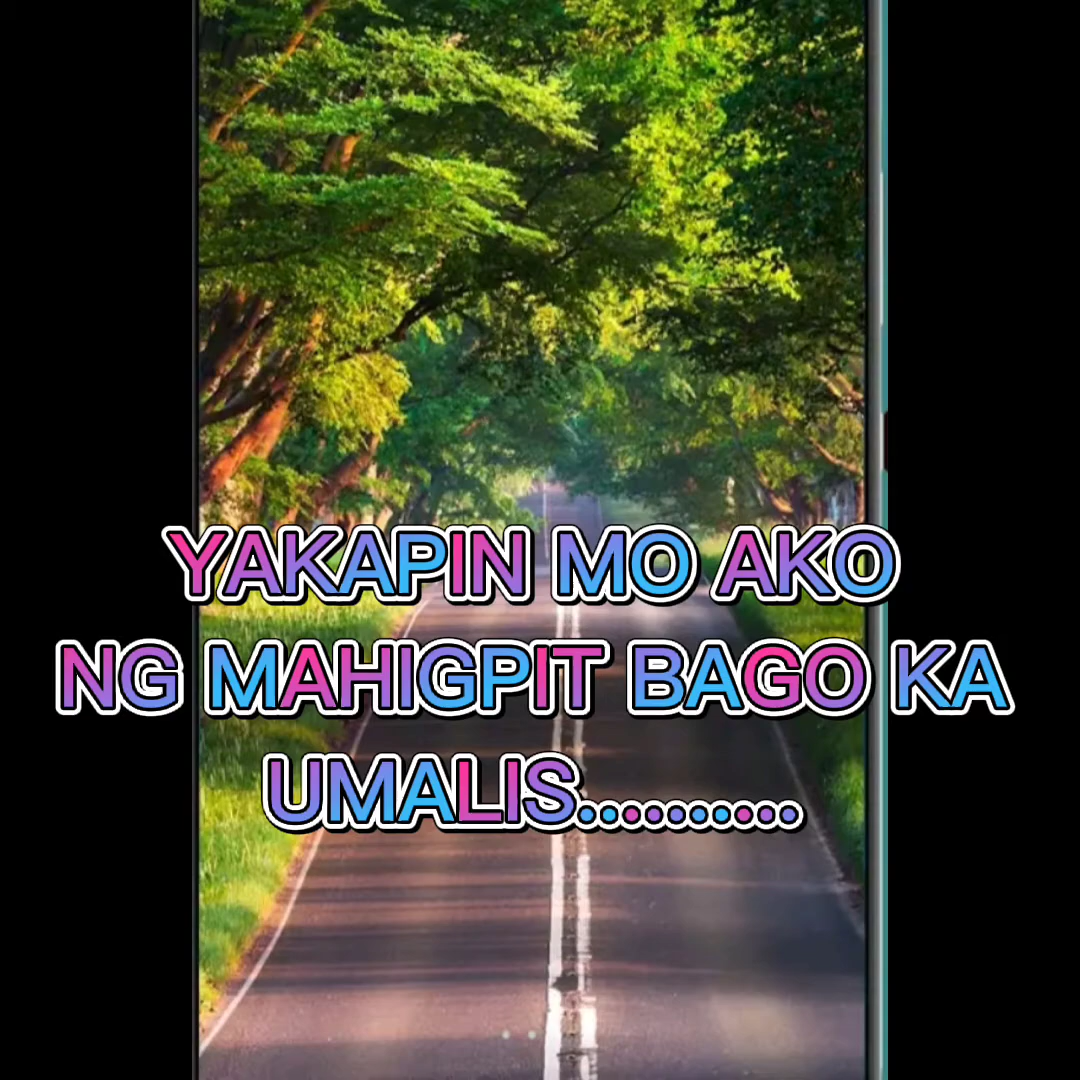 YAKAPIN MO AKO
NG MAHIGPIT BAGO KA
UMALIS..........